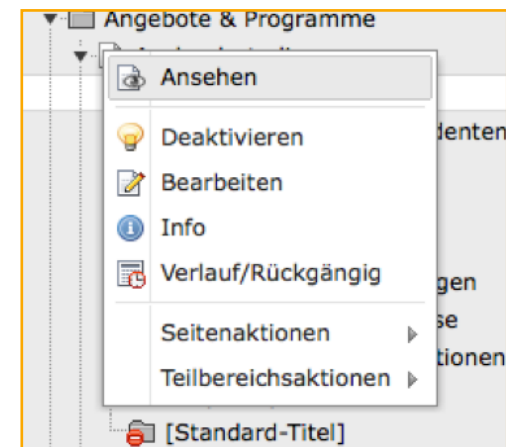 Angebote & Programme
Ansehen
Deaktivieren
denten
Bearbeiten
Info
Verlauf/Rückgängig
gen
Seitenaktionen
se
Teilbereichsaktionen
tionen
[Standard-Titel]